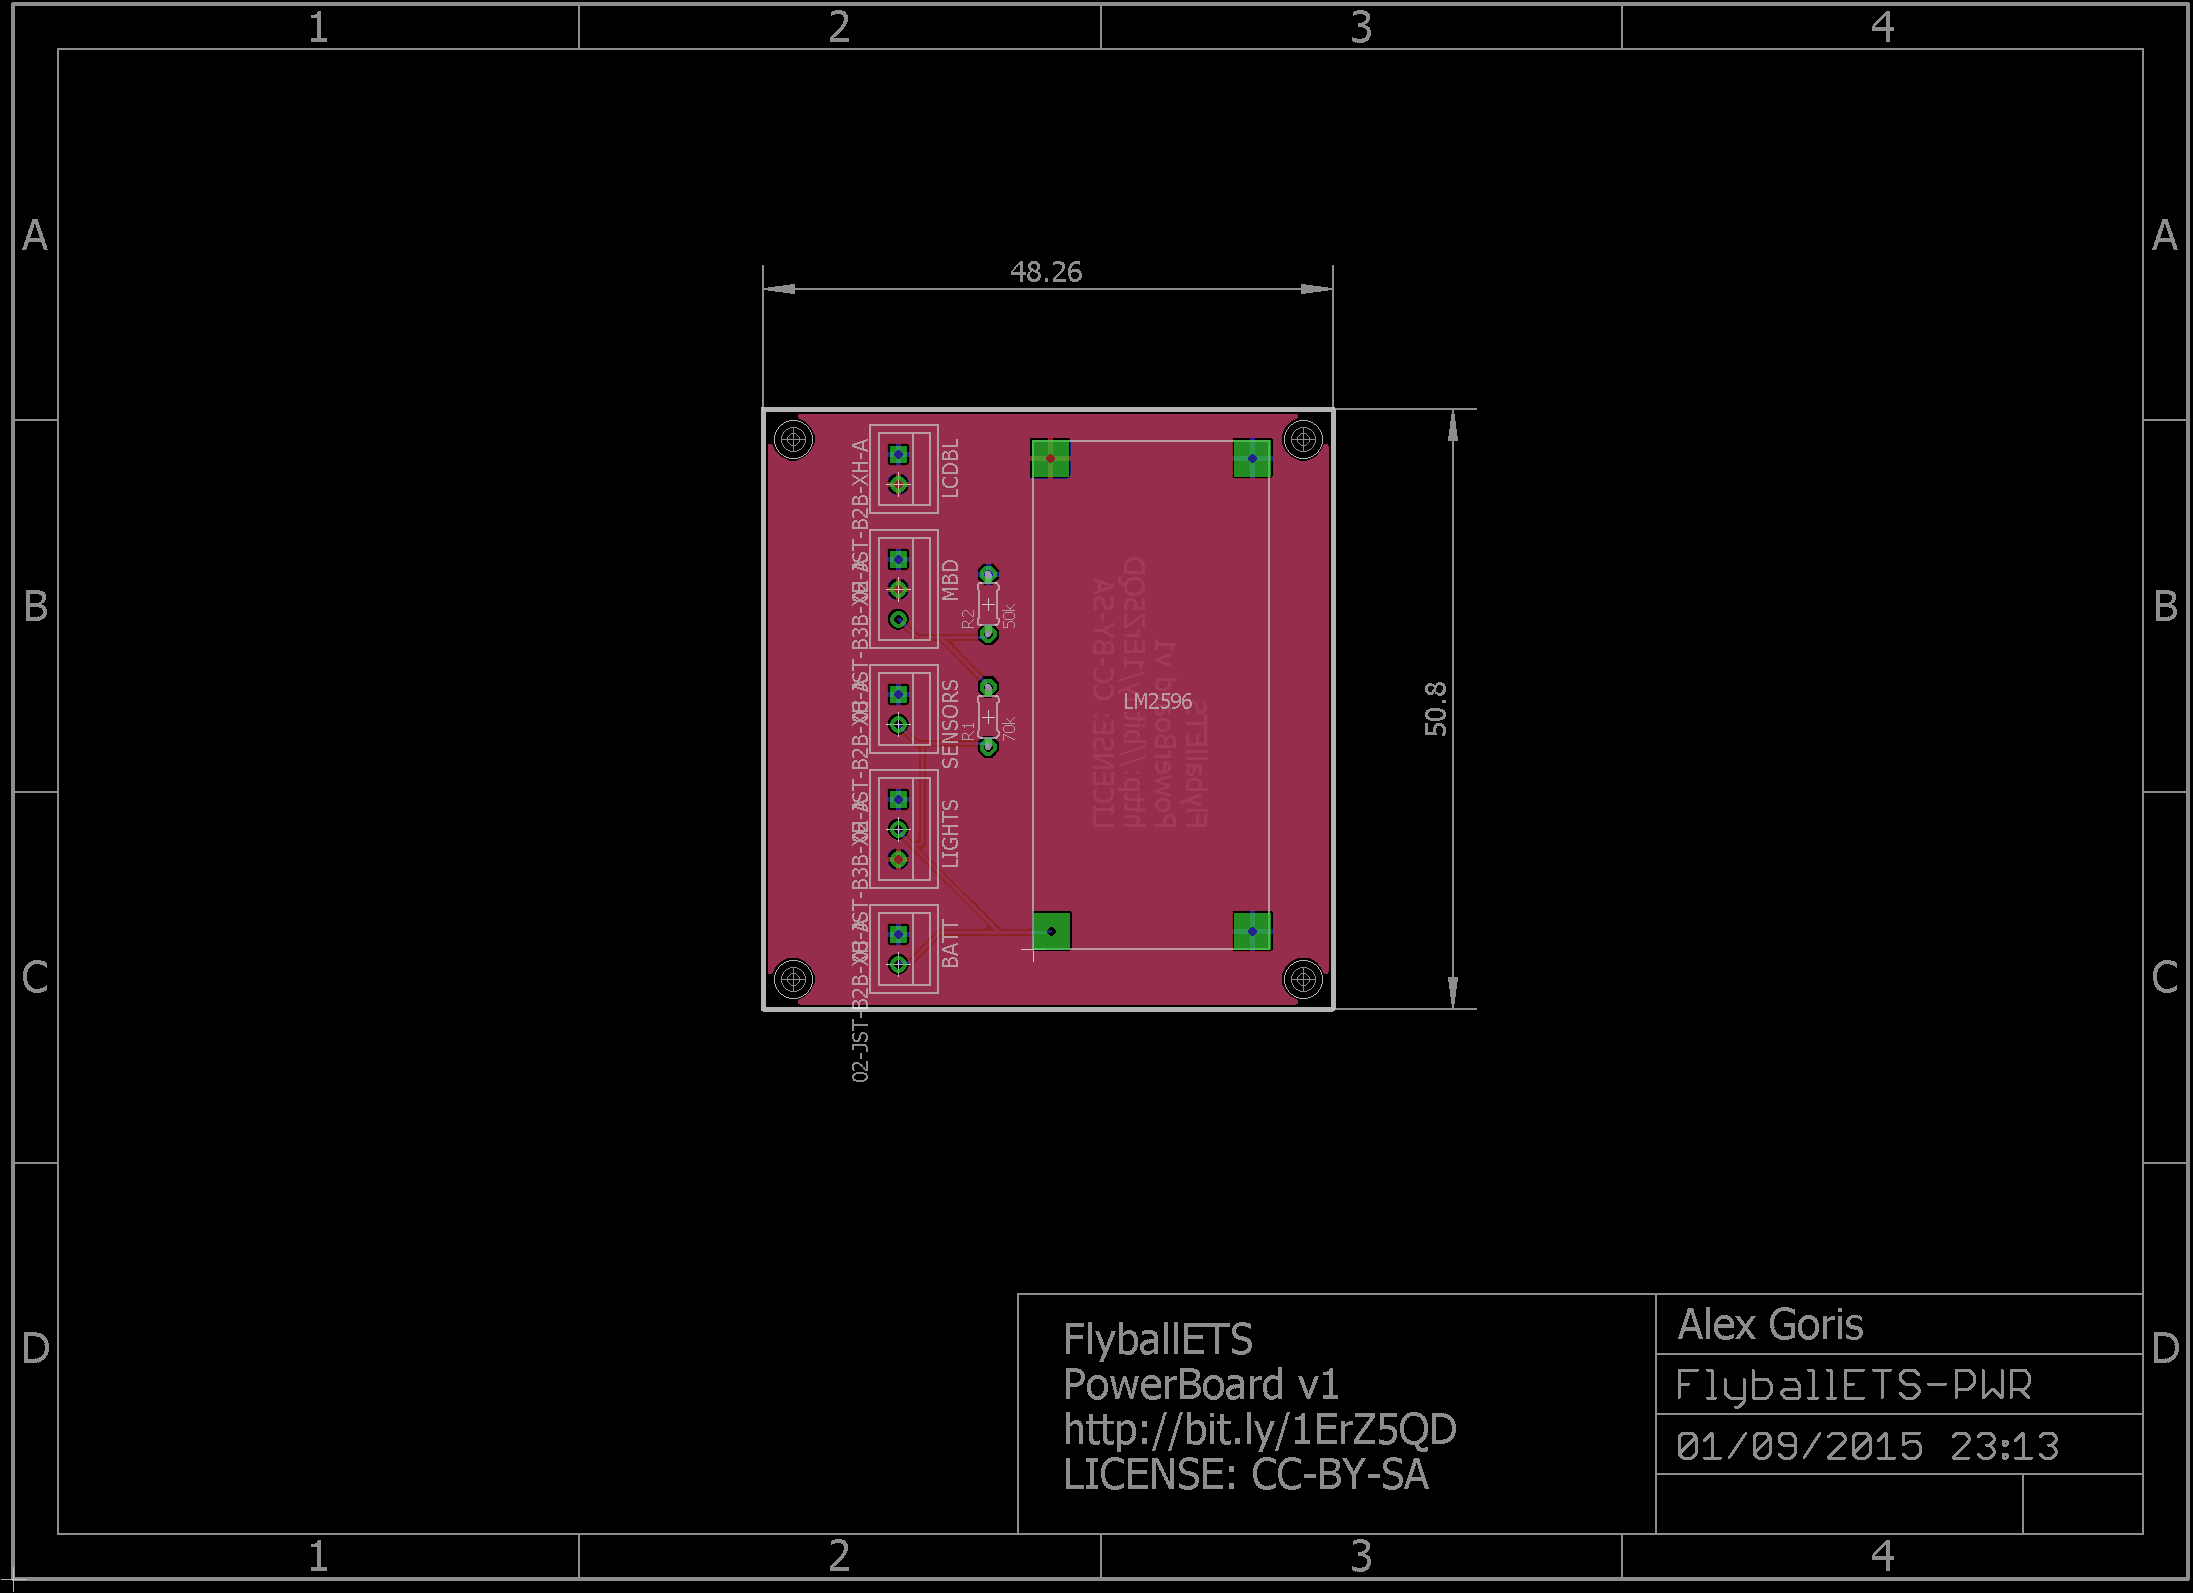 1 2 3 4
A A
48.26
LCDBL
MBD
R2 50k
B B
SENSORS
R1 70k
50.8
LM2596
LICENSE: CC-BY-SA
http://bit.ly/1ErZ5QD
PowerBoard v1
FlyballETS
LIGHTS
BATT
C C
02-JST-B2B-XH-A
FlyballETS
PowerBoard v1
http://bit.ly/1ErZ5QD
LICENSE: CC-BY-SA
Alex Goris
FlyballETS-PWR
01/09/2015 23:13
D D
1 2 3 4